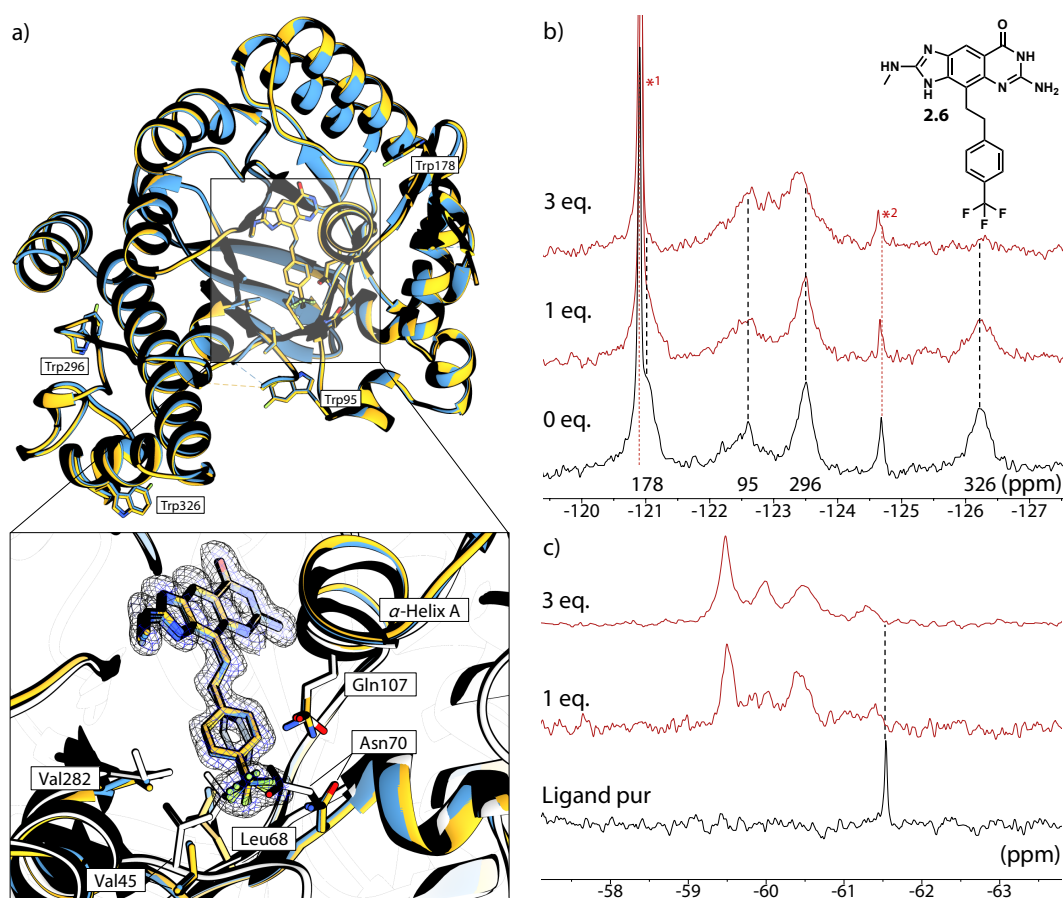 a)
Trp178
Trp296
Trp95
Trp326
α-Helix A
Gln107
Asn70
Val282
Leu68
Val45
b)
*1
O
N
NH
HN
N
H
N
NH2
2.6
F
F
F
3 eq.
*2
1 eq.
0 eq.
178 95 296 326 (ppm)
-120 -121 -122 -123 -124 -125 -126 -127
c)
3 eq.
1 eq.
Ligand pur
(ppm)
-58 -59 -60 -61 -62 -63